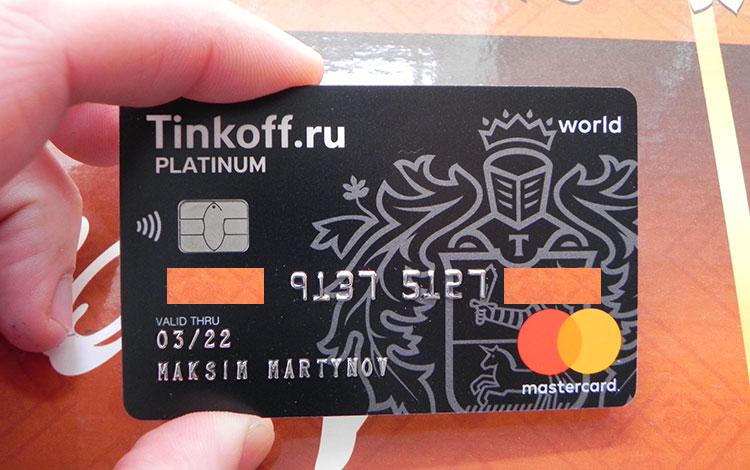 Tinkoff.ru
world
PLATINUM
T
9137 5127
VALID THRU
03/22
MAKSIM MARTYNOV
mastercard.